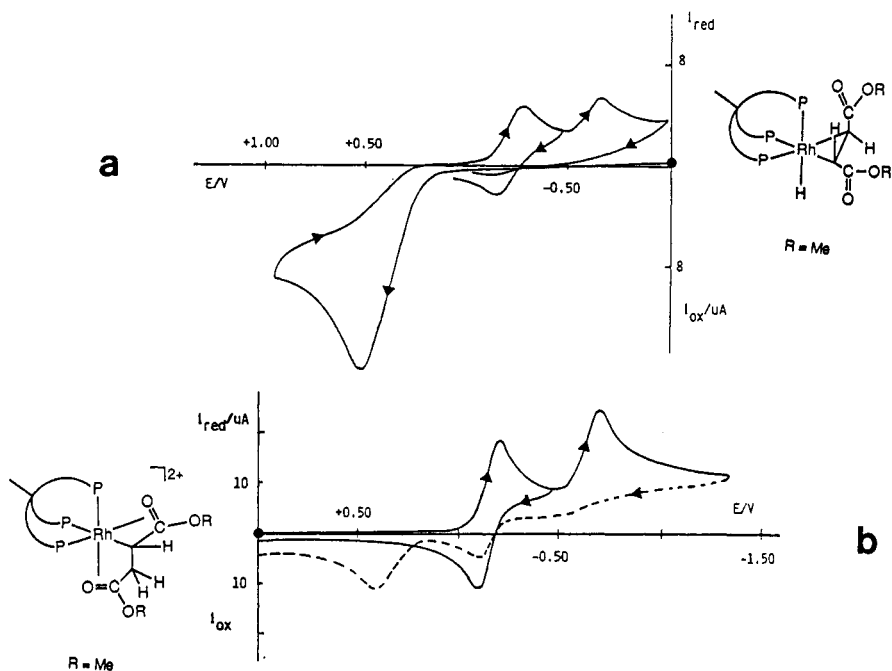 I red
8
+1.00
+0.50
a
E/V
-0.50
8
I ox/uA
P
P
P
Rh
H
H
H
O
C
OR
C
OR
O
R = Me
I red/uA
10
+0.50
E/V
-0.50
-1.50
b
10
I ox
2+
P
P
P
Rh
O
C
OR
H
O
C
H
H
OR
R = Me